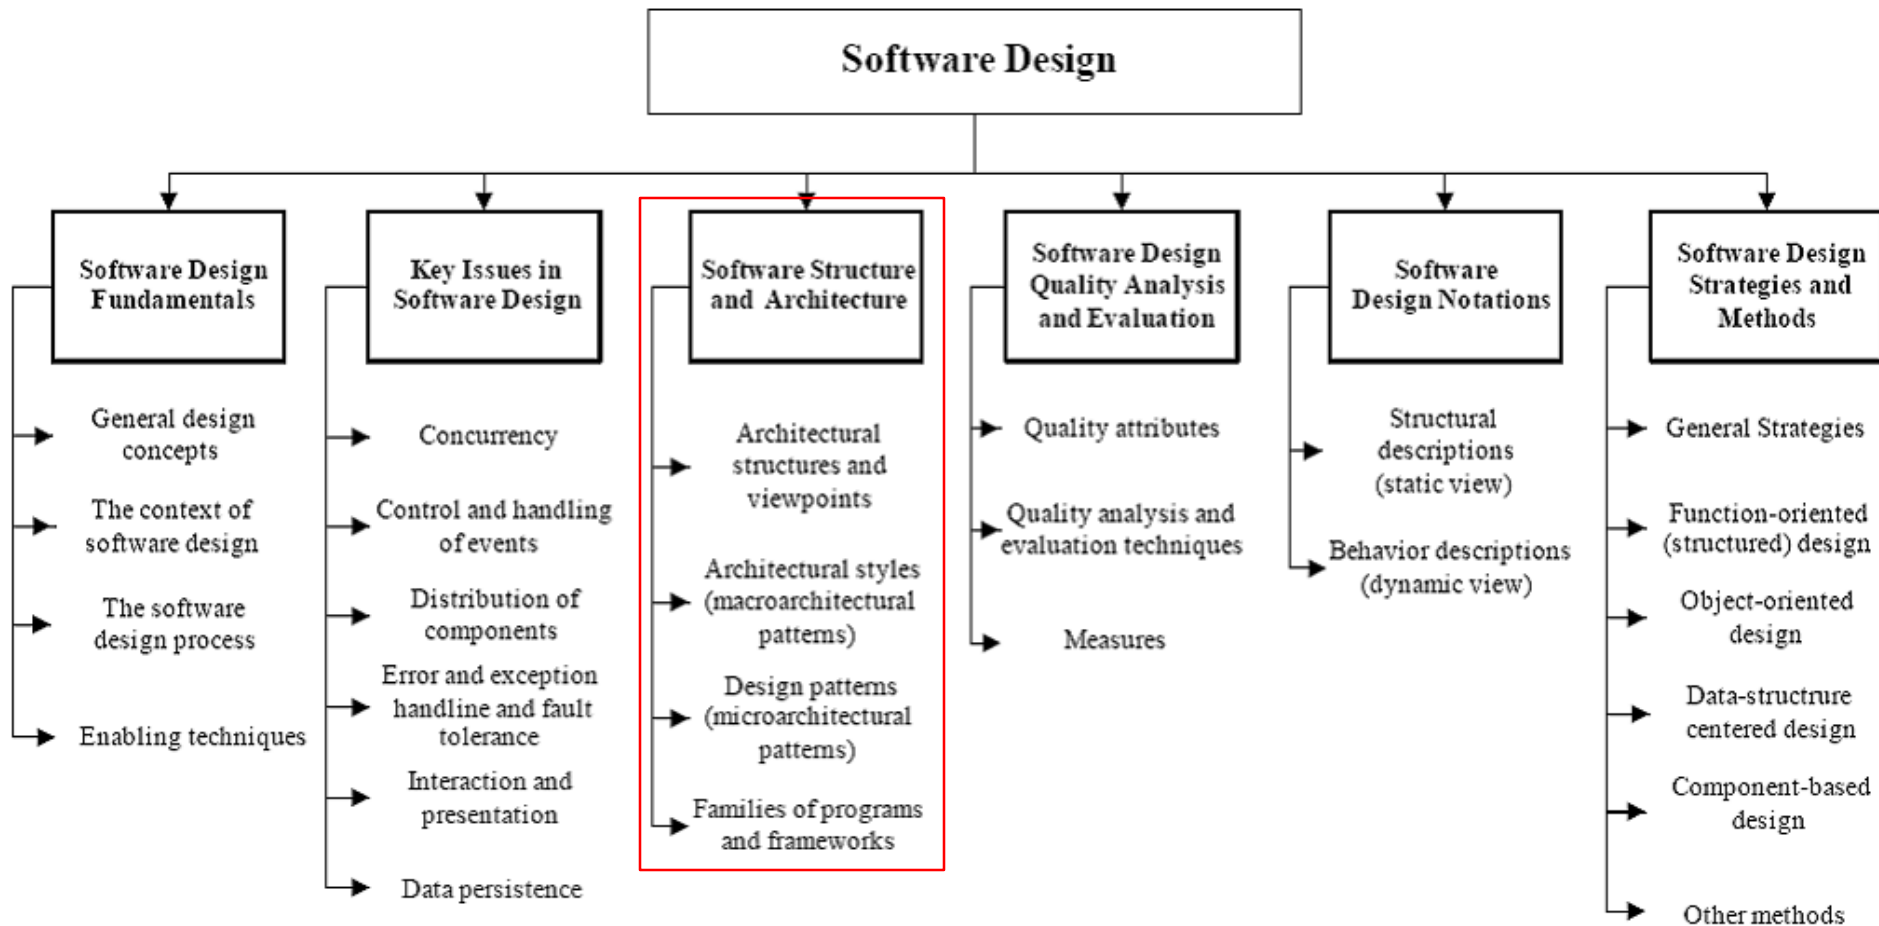 Software Design
Software Design
Fundamentals
General design
concepts
The context of
software design
The software
design process
Enabling techniques
Key Issues in
Software Design
Concurrency
Control and handling
of events
Distribution of
components
Error and exception
handline and fault
tolerance
Interaction and
presentation
Data persistence
Software Structure
and Architecture
Architectural
structures and
viewpoints
Architectural styles
(macroarchitectural
patterns)
Design patterns
(microarchitectural
patterns)
Families of programs
and frameworks
Software Design
Quality Analysis
and Evaluation
Quality attributes
Quality analysis and
evaluation techniques
Measures
Software
Design Notations
Structural
descriptions
(static view)
Behavior descriptions
(dynamic view)
Software Design
Strategies and
Methods
General Strategies
Function-oriented
(structured) design
Object-oriented
design
Data-structrure
centered design
Component-based
design
Other methods